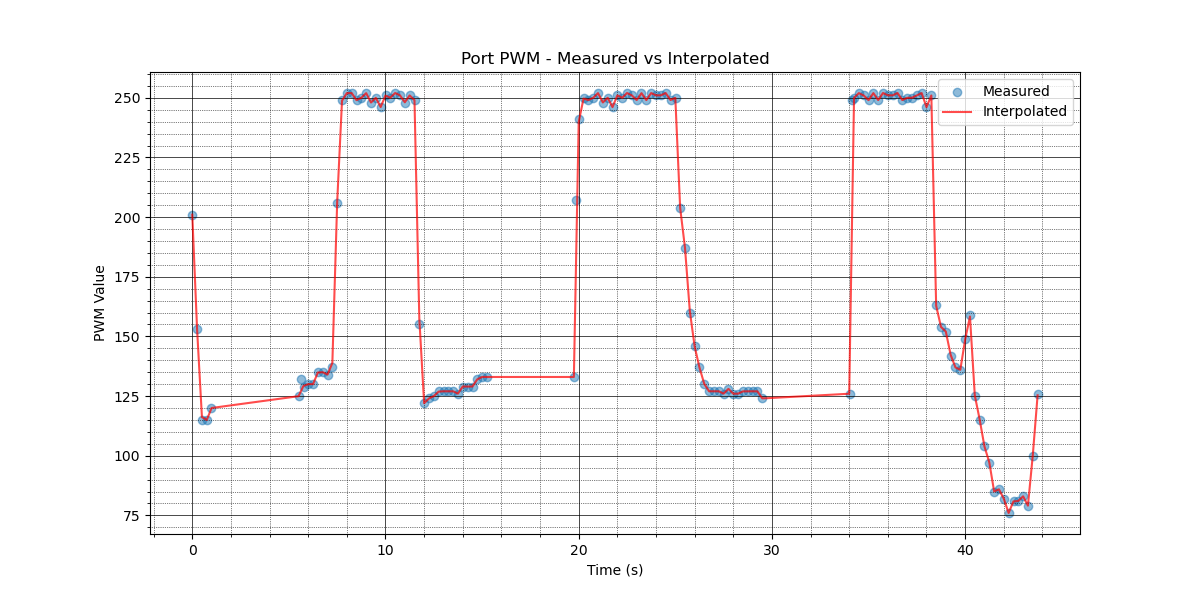 Port PWM - Measured vs Interpolated
Measured
Interpolated
PWM Value
250
225
200
175
150
125
100
75
0 10 20 30 40
Time (s)